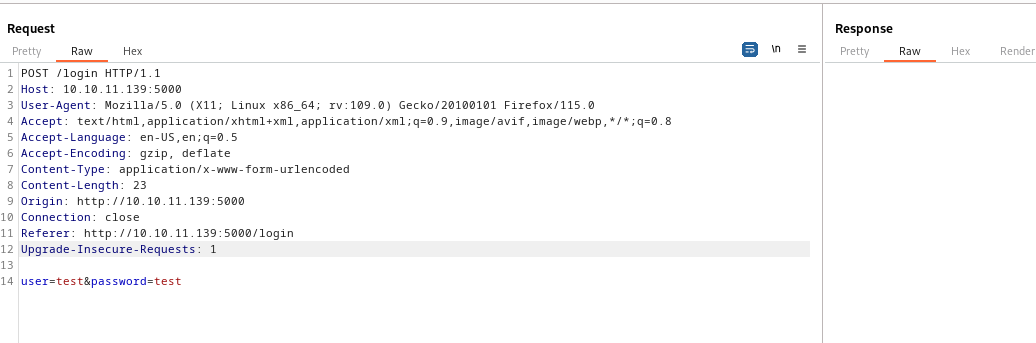 Request
Response
Pretty Raw Hex
\n
Pretty Raw Hex Render
1 POST /login HTTP/1.1
2 Host: 10.10.11.139:5000
3 User-Agent: Mozilla/5.0 (X11; Linux x86_64; rv:109.0) Gecko/20100101 Firefox/115.0
4 Accept: text/html,application/xhtml+xml,application/xml;q=0.9,image/avif,image/webp,*/*;q=0.8
5 Accept-Language: en-US,en;q=0.5
6 Accept-Encoding: gzip, deflate
7 Content-Type: application/x-www-form-urlencoded
8 Content-Length: 23
9 Origin: http://10.10.11.139:5000
10 Connection: close
11 Referer: http://10.10.11.139:5000/login
12 Upgrade-Insecure-Requests: 1
13
14 user=test&password=test